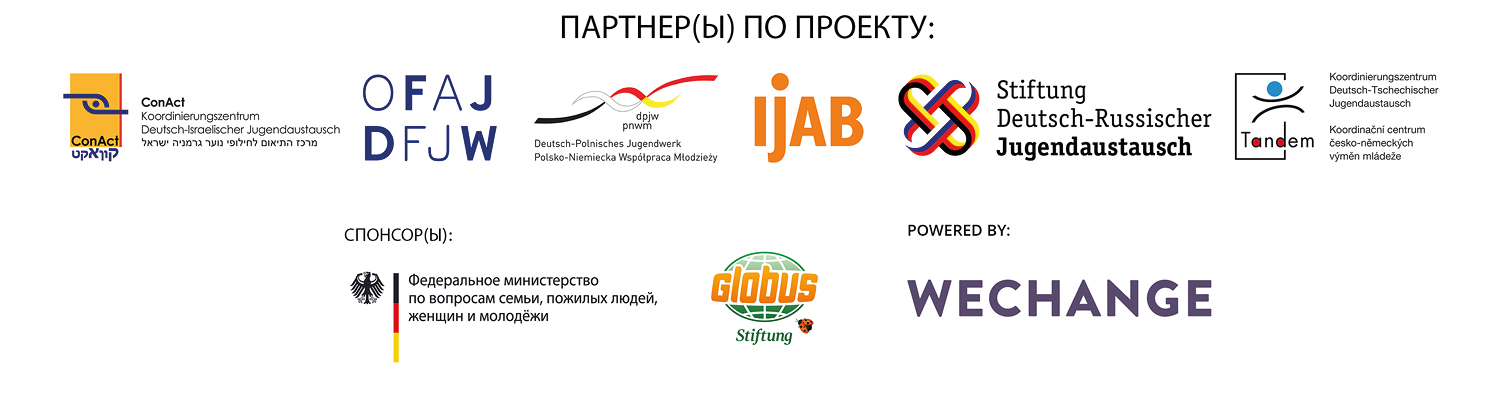 ПАРТНЕР(Ы) ПО ПРОЕКТУ:
ConAct
קוнאקט
ConAct
Koordinierungszentrum
Deutsch-Israelischer Jugendaustausch
מרכז התיאום לחילופי נוער גרמניה ישראל
OFAJ
DFJW
dpjw
pnwm
Deutsch-Polnisches Jugendwerk
Polsko-Niemiecka Współpraca Młodzieży
ijAB
Stiftung
Deutsch-Russischer
Jugendaustausch
Tandem
Koordinierungszentrum
Deutsch-Tschechischer
Jugendaustausch
Koordinační centrum
česko-německých
výměn mládeže
СПОНСОР(Ы):
Федеральное министерство
по вопросам семьи, пожилых людей,
женщин и молодёжи
Globus
Stiftung
POWERED BY:
WECHANGE